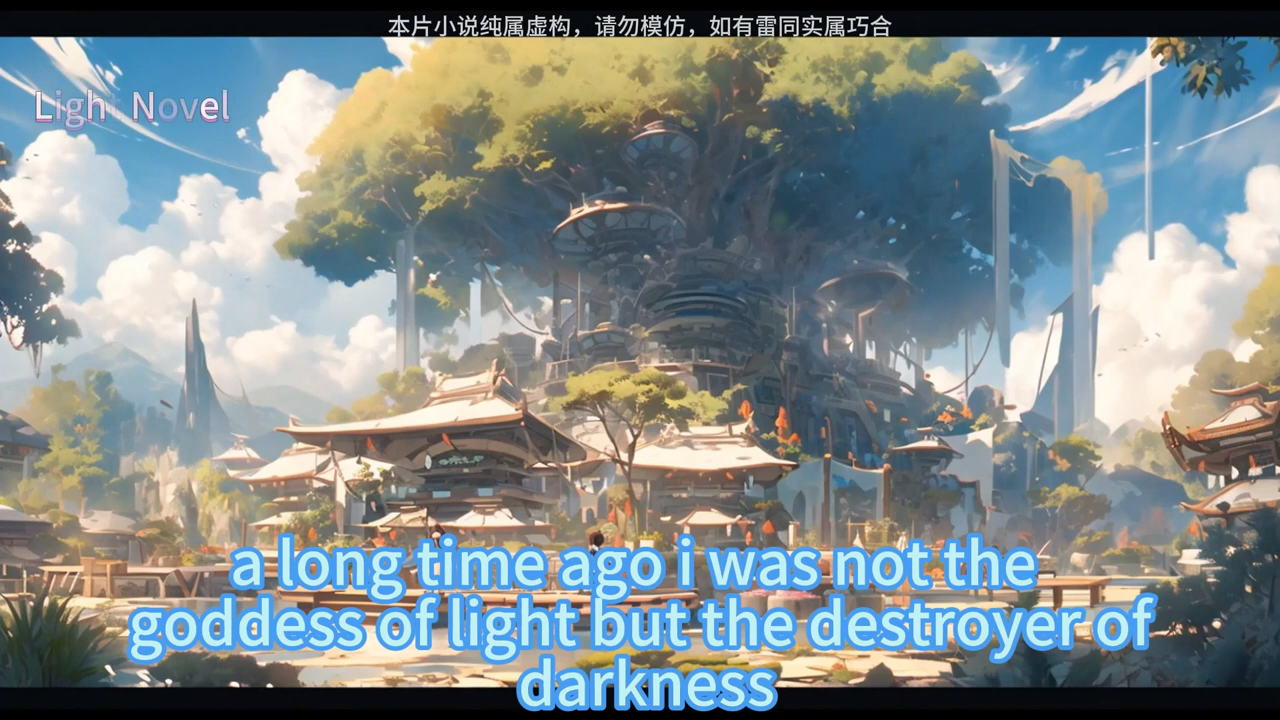 本片小说纯属虚构，请勿模仿，如有雷同实属巧合
Light Novel
a long time ago i was not the
goddess of light but the destroyer of
darkness